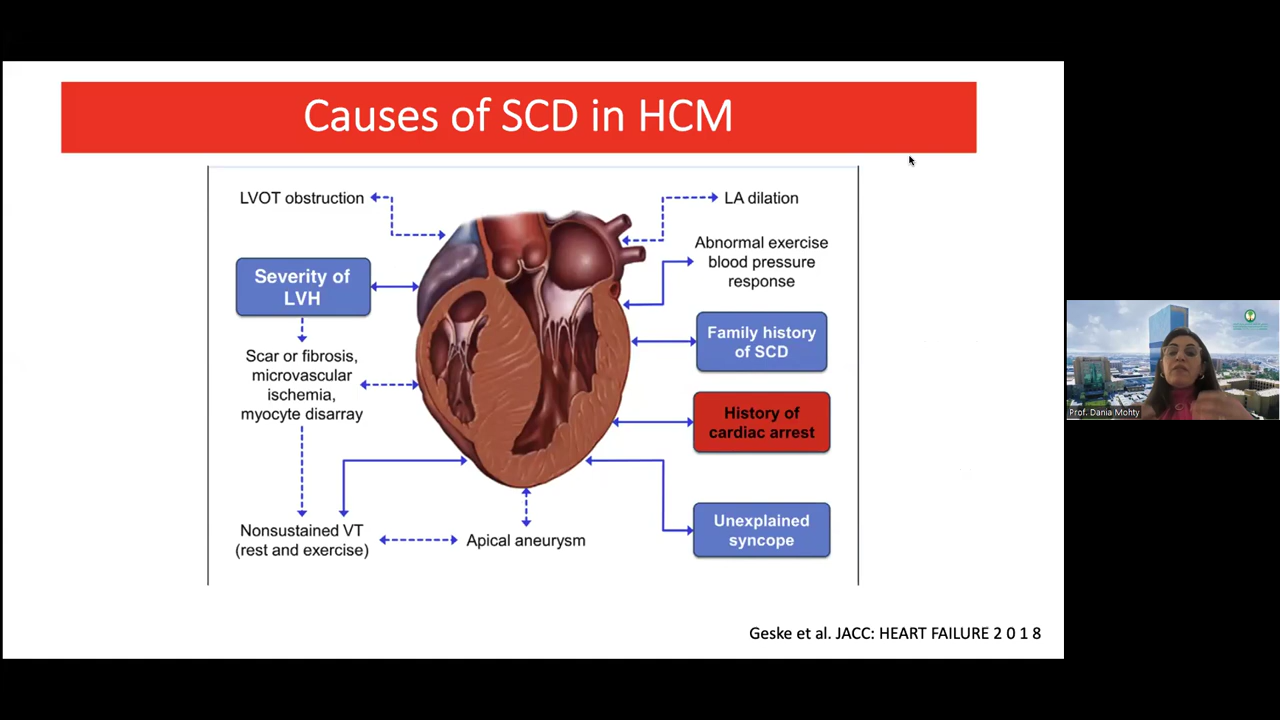 Causes of SCD in HCM
LVOT obstruction
LA dilation
Abnormal exercise
blood pressure
response
Severity of
LVH
Family history
of SCD
Scar or fibrosis,
microvascular
ischemia,
myocyte disarray
History of
cardiac arrest
Nonsustained VT
(rest and exercise)
Apical aneurysm
Unexplained
syncope
Geske et al. JACC: HEART FAILURE 2 0 1 8
Prof. Dania Mohty